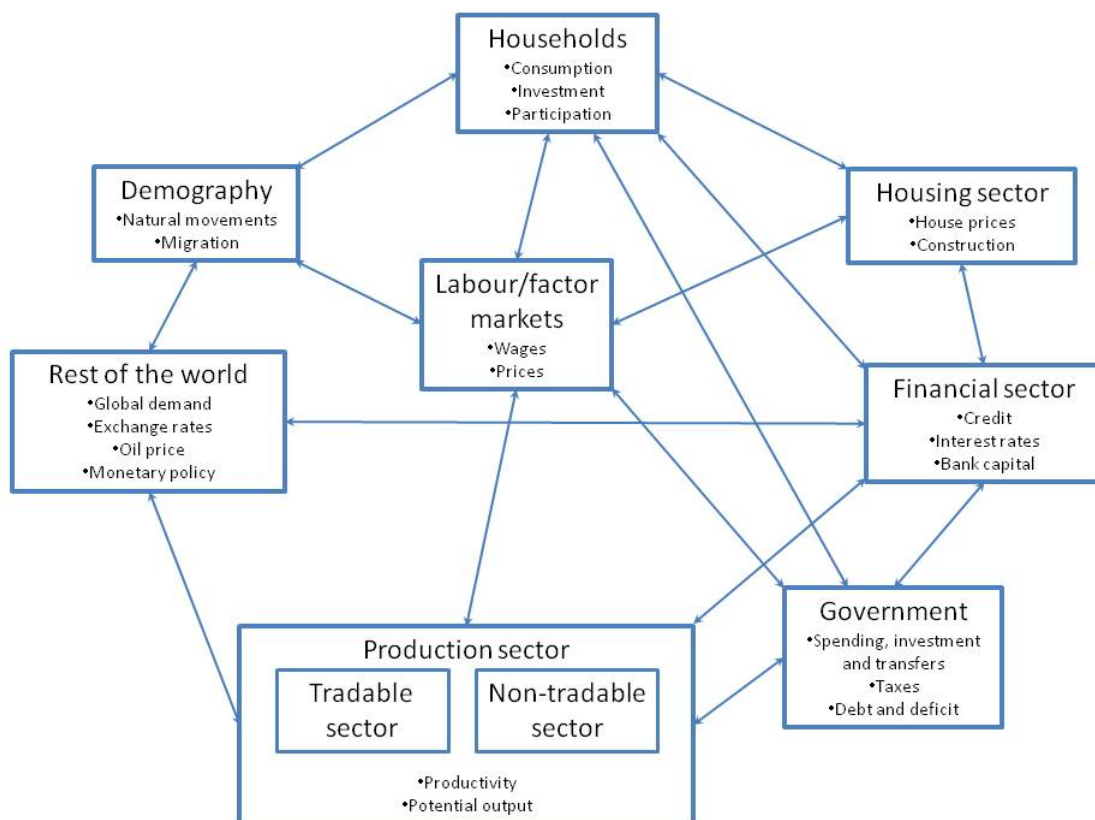 Households
•Consumption
•Investment
•Participation
Demography
•Natural movements
•Migration
Housing sector
•House prices
•Construction
Labour/factor
markets
•Wages
•Prices
Rest of the world
•Global demand
•Exchange rates
•Oil price
•Monetary policy
Financial sector
•Credit
•Interest rates
•Bank capital
Government
•Spending, investment
and transfers
•Taxes
•Debt and deficit
Production sector
Tradable
sector
Non-tradable
sector
•Productivity
•Potential output